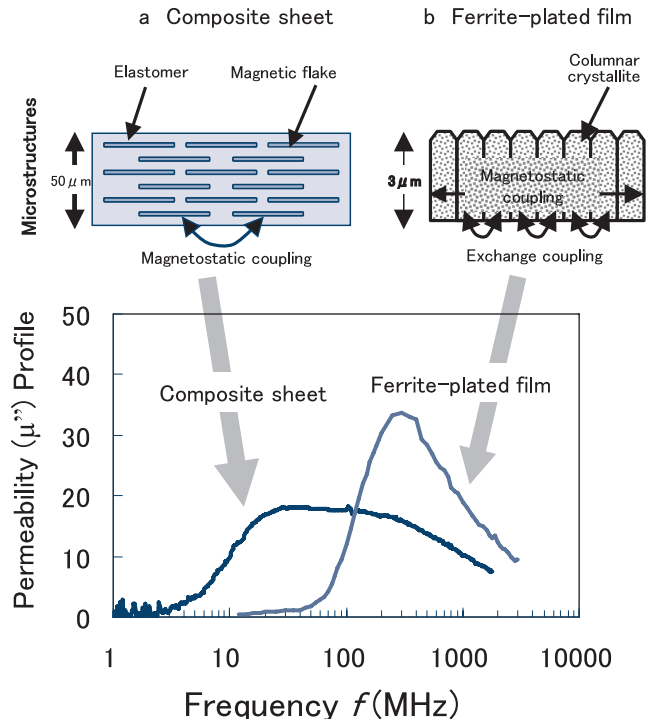 a Composite sheet
b Ferrite-plated film
Elastomer
Magnetic flake
Columnar
crystallite
Microstructures
50μm
3μm
Magnetostatic
coupling
Magnetostatic coupling
Exchange coupling
Permeability (μ”) Profile
50
40
30
20
10
0
Composite sheet
Ferrite-plated film
1
10
100
1000
10000
Frequency f(MHz)